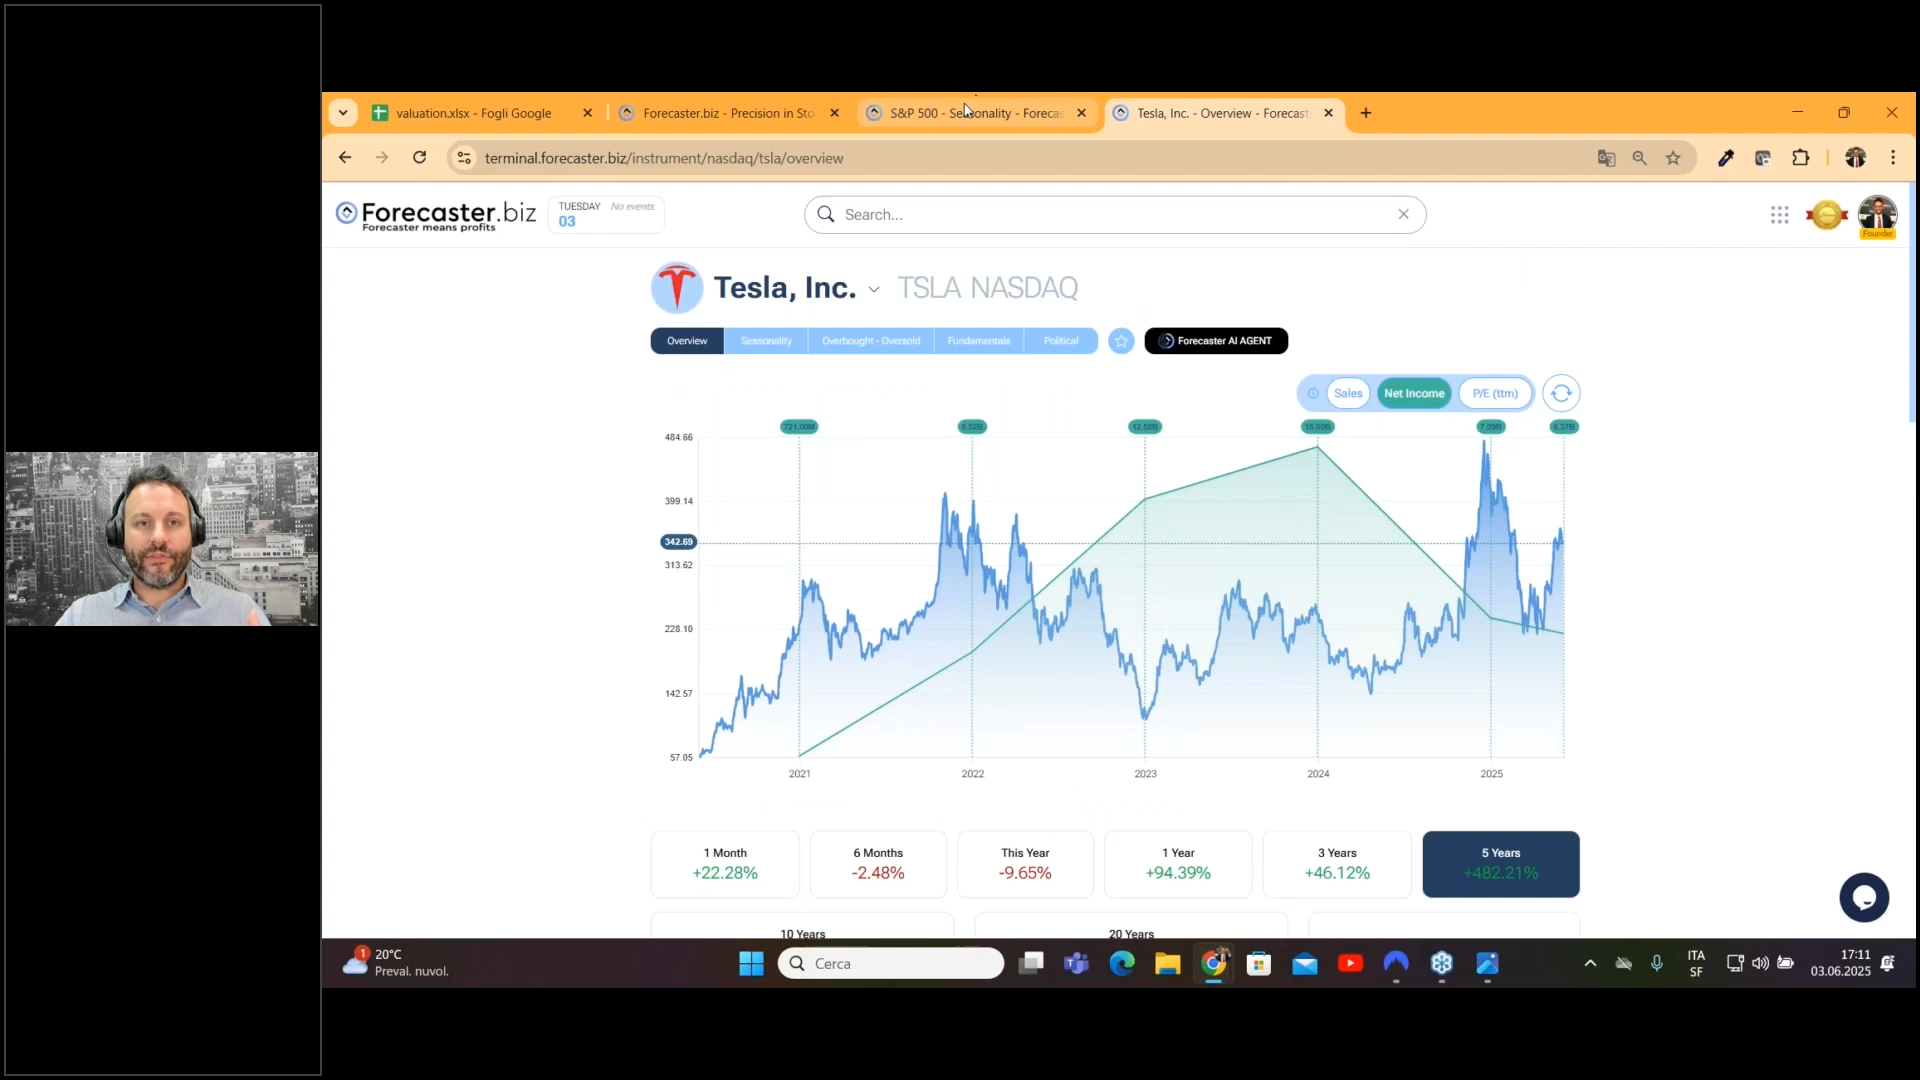 valuation.xlsx - Fogli Google
Forecaster.biz - Precision in Sto
S&P 500 - Seasonality - Forecas
Tesla, Inc. - Overview - Forecast
terminal.forecaster.biz/instrument/nasdaq/tsla/overview
Forecaster.biz
Forecaster means profits
TUESDAY No events
03
Search...
Founder
Tesla, Inc. TSLA NASDAQ
Overview Seasonality Overbought - Oversold Fundamentals Political Forecaster AI AGENT
Sales Net Income P/E (ttm)
721.00M 5.52B 12.58B 15.00B 7.09B 6.37B
484.66
399.14
342.69
313.62
228.10
142.57
57.05
2021 2022 2023 2024 2025
1 Month 6 Months This Year 1 Year 3 Years 5 Years
+22.28% -2.48% -9.65% +94.39% +46.12% +482.21%
10 Years 20 Years
1 20°C
Preval. nuvol.
Cerca
ITA
SF
17:11
03.06.2025